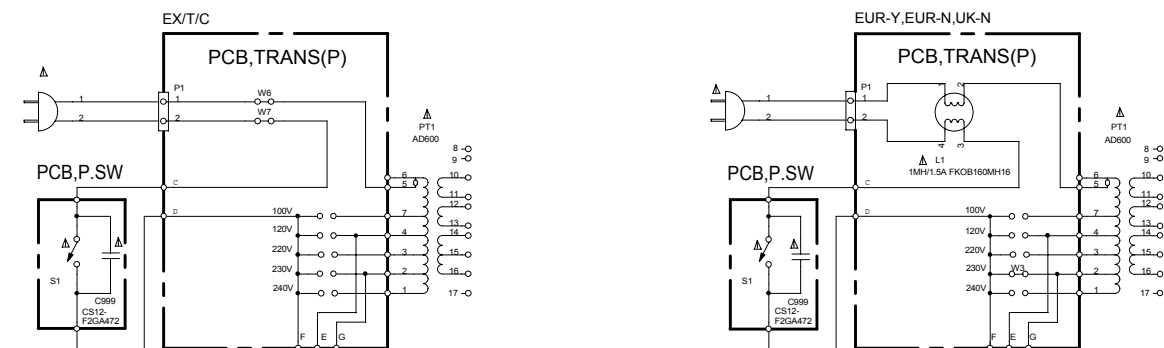 EX/T/C
PCB,TRANS(P)
P1
1
1
W6
2
2
W7
PT1
AD600
8
9
PCB,P.SW
C
6
5
10
11
12
D
100V
7
13
120V
4
14
220V
3
15
S1
230V
2
16
240V
1
17
C999
CS12-
F2GA472
F
E
G
EUR-Y,EUR-N,UK-N
PCB,TRANS(P)
P1
1
1
1
2
2
2
4
3
L1
1MH/1.5A FKOB160MH16
PT1
AD600
8
9
PCB,P.SW
C
6
5
10
11
12
D
100V
7
13
120V
4
14
220V
3
15
S1
230V
W3
2
16
240V
1
17
C999
CS12-
F2GA472
F
E
G